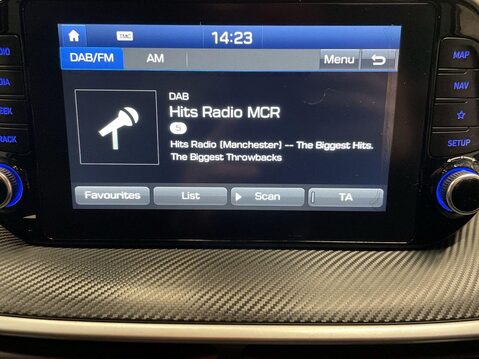 TMC
14:23
DAB/FM
AM
Menu
DAB
Hits Radio MCR
5
Hits Radio (Manchester) -- The Biggest Hits.
The Biggest Throwbacks
Favourites
List
Scan
TA
MAP
NAV
SETUP